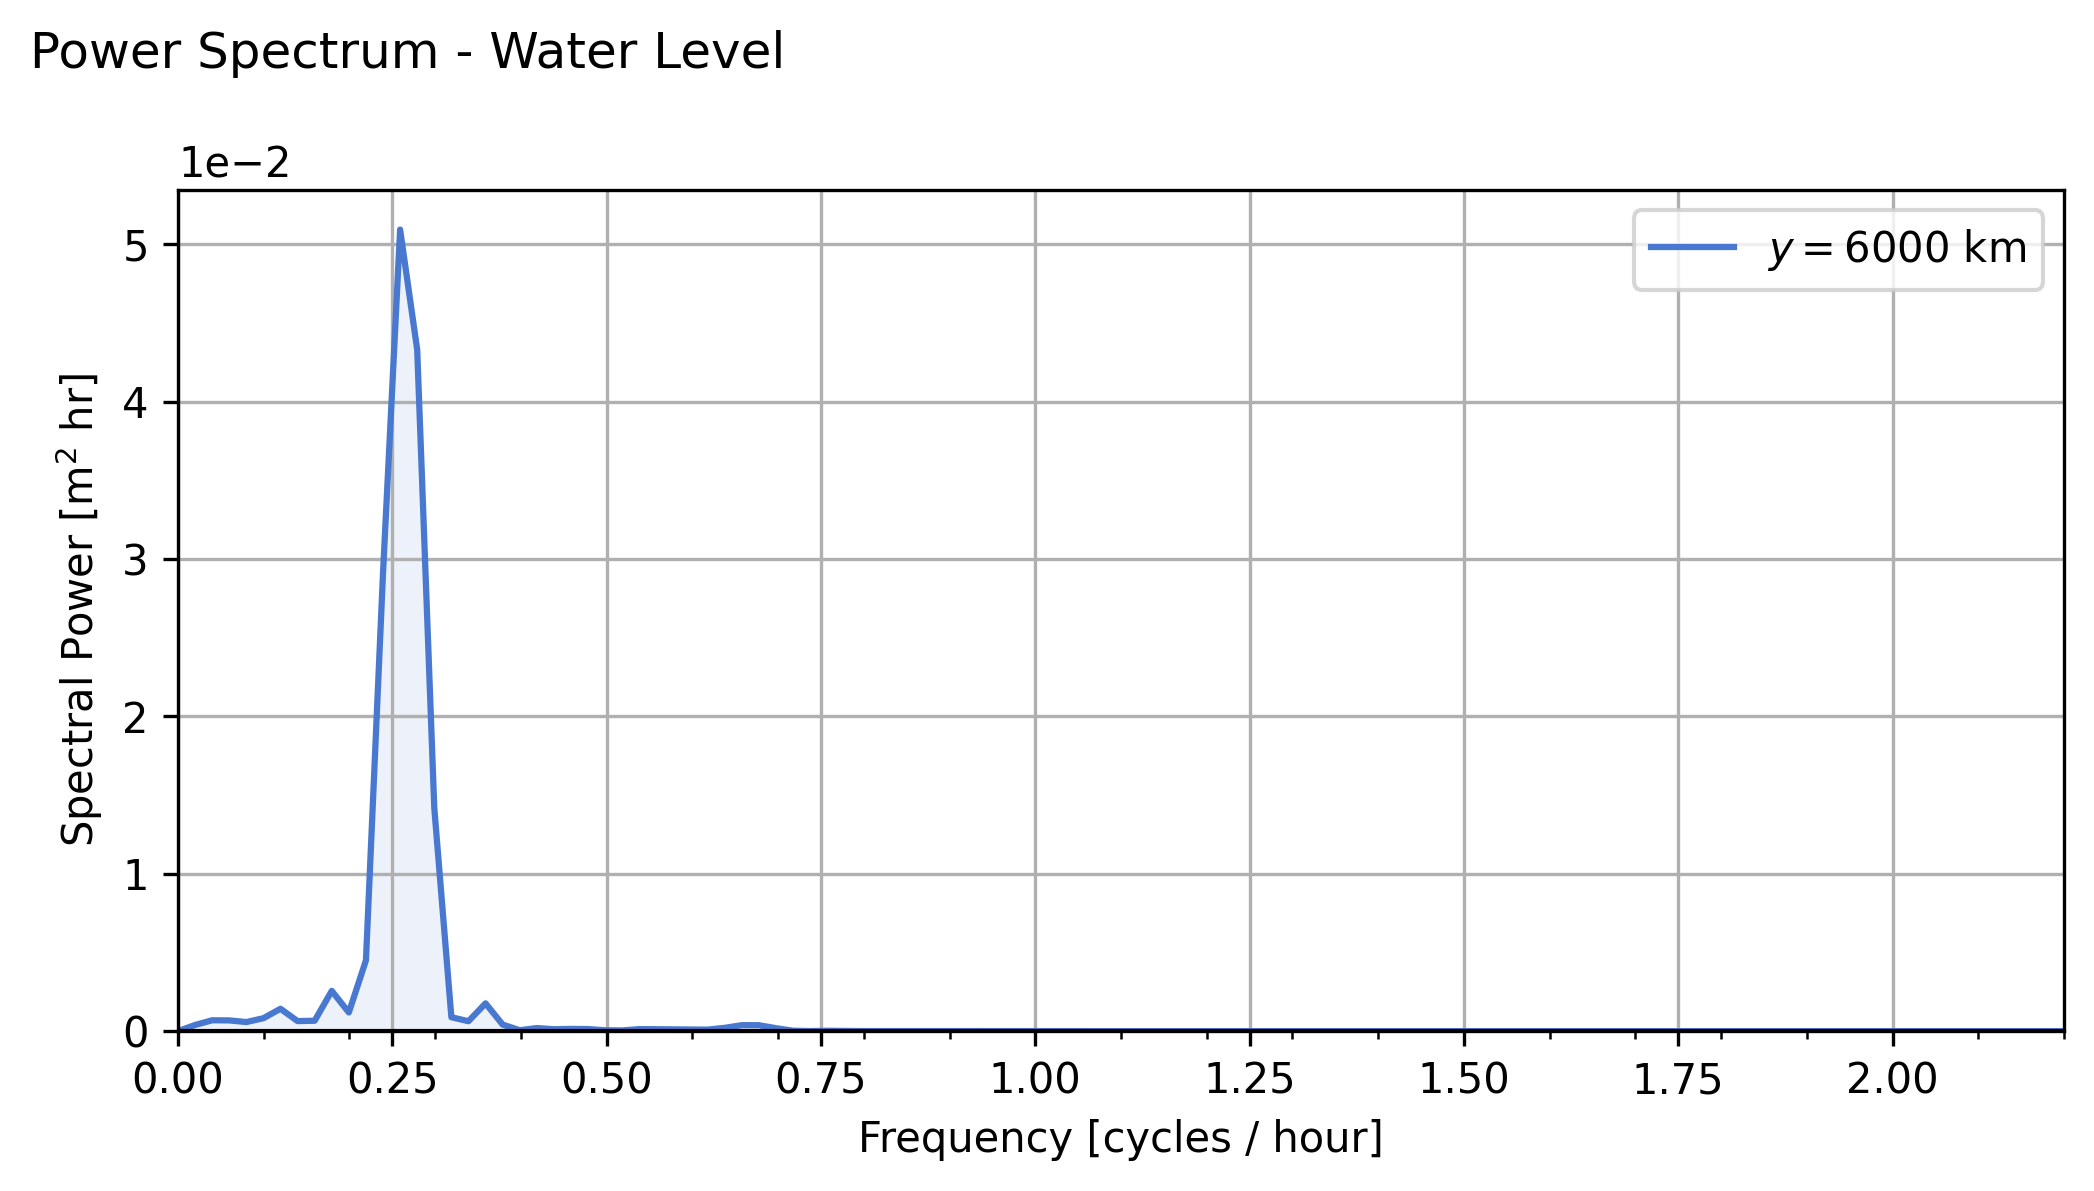 Power Spectrum - Water Level
1e−2
5
4
3
2
1
0
Spectral Power [m² hr]
y = 6000 km
0.00 0.25 0.50 0.75 1.00 1.25 1.50 1.75 2.00
Frequency [cycles / hour]